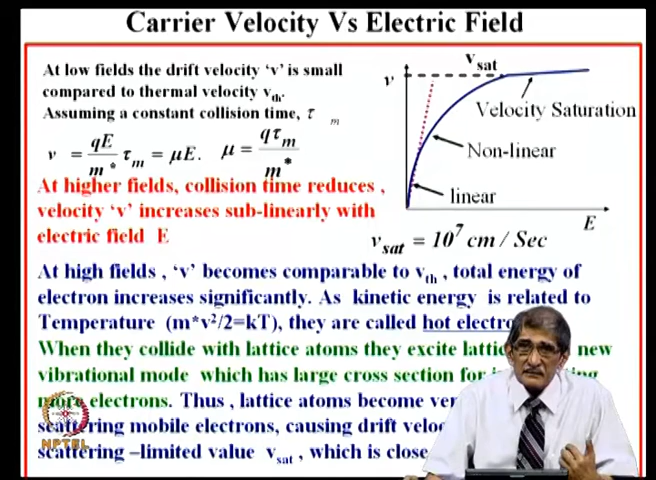 Carrier Velocity Vs Electric Field
At low fields the drift velocity ‘v’ is small
compared to thermal velocity vth.
Assuming a constant collision time, τ m
v = qE/m* τm = μE. μ = qτm/m*
At higher fields, collision time reduces ,
velocity ‘v’ increases sub-linearly with
electric field E
v
vsat
Velocity Saturation
Non-linear
linear
E
vsat = 10^7 cm / Sec
At high fields , ‘v’ becomes comparable to vth , total energy of
electron increases significantly. As kinetic energy is related to
Temperature (m*v²/2=kT), they are called hot
When they collide with lattice atoms they excite new
vibrational mode which has large cross section for
more electrons. Thus , lattice atoms become
scattering mobile electrons, causing drift
scattering –limited value vsat , which is close
NPTEL